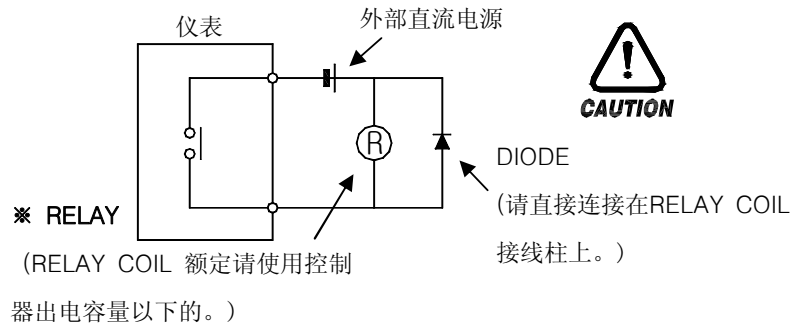 仪表
外部直流电源
CAUTION
R
DIODE
(请直接连接在RELAY COIL
接线柱上。)
※ RELAY
(RELAY COIL 额定请使用控制
器出电容量以下的。)